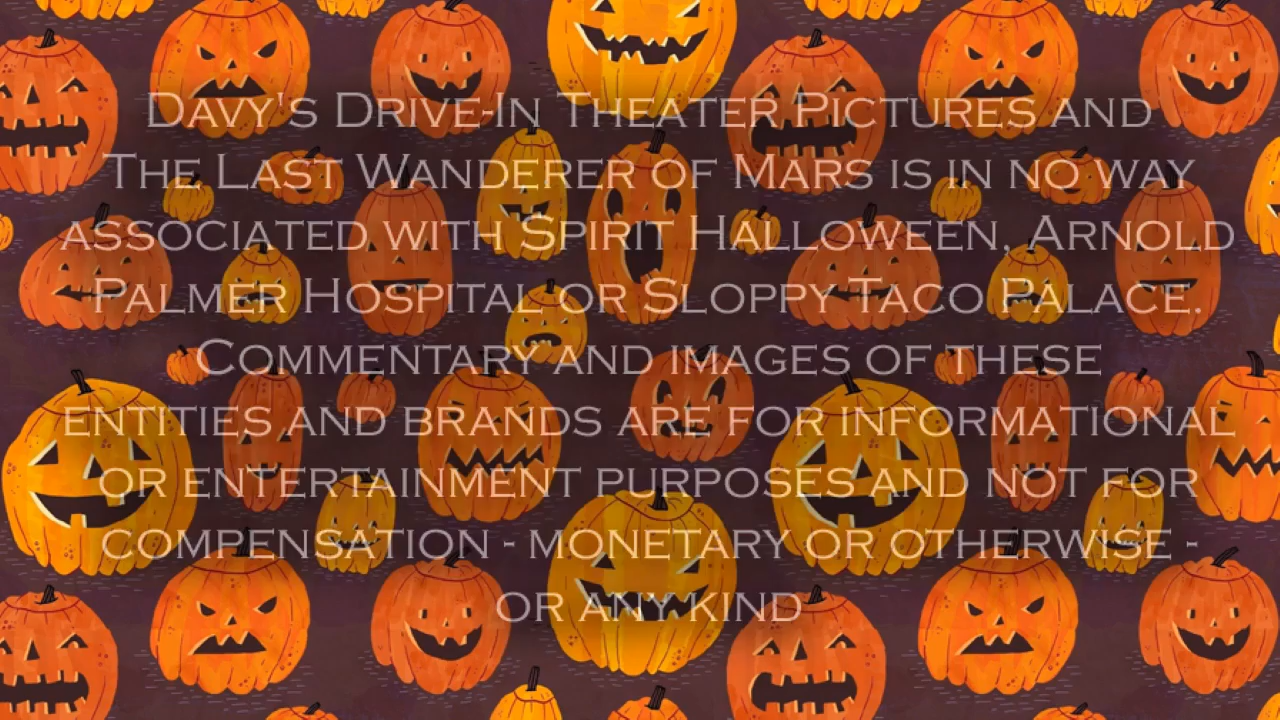 Davy's Drive-In Theater Pictures and
The Last Wanderer of Mars is in no way
associated with Spirit Halloween, Arnold
Palmer Hospital or Sloppy Taco Palace.
Commentary and images of these
entities and brands are for informational
or entertainment purposes and not for
compensation - monetary or otherwise -
or any kind